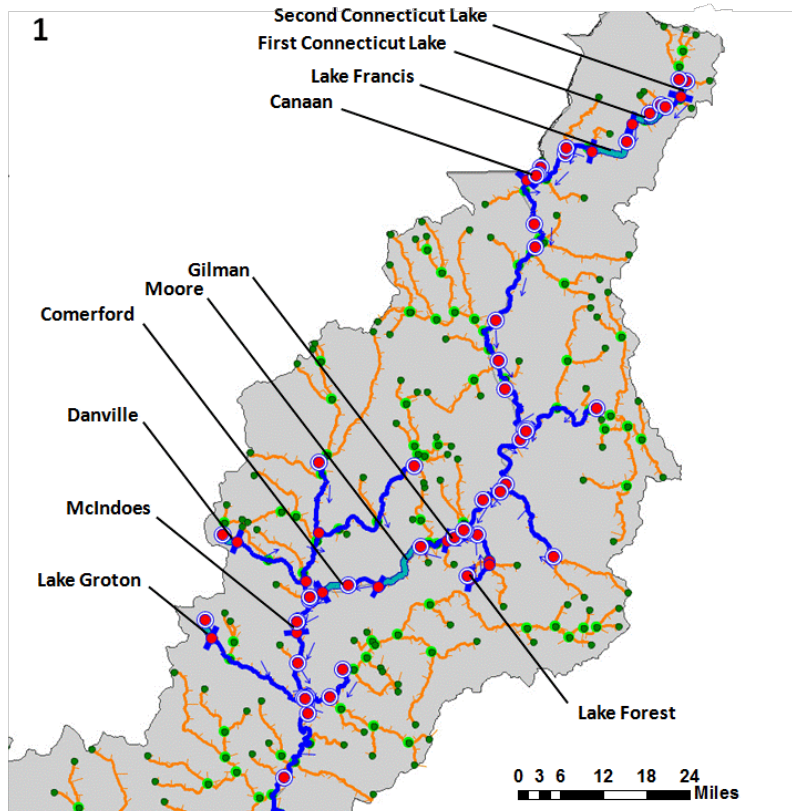 1
Second Connecticut Lake
First Connecticut Lake
Lake Francis
Canaan
Gilman
Moore
Comerford
Danville
McIndoes
Lake Groton
Lake Forest
0 3 6 12 18 24 Miles